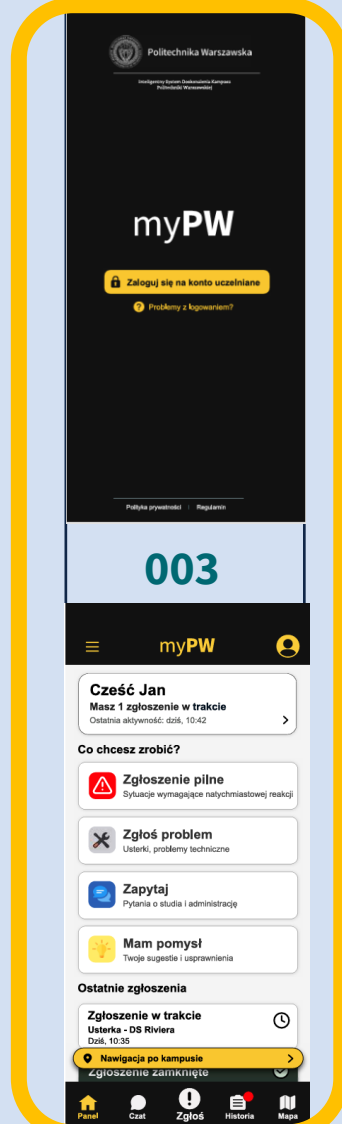 Politechnika Warszawska
Inteligentny System Doskonalenia Kampusu
Politechniki Warszawskiej
myPW
Zaloguj się na konto uczelniane
? Problemy z logowaniem?
Polityka prywatności | Regulamin
003
myPW
Cześć Jan
Masz 1 zgłoszenie w trakcie
Ostatnia aktywność: dziś, 10:42
Co chcesz zrobić?
Zgłoszenie pilne
Sytuacje wymagające natychmiastowej reakcji
Zgłoś problem
Usterki, problemy techniczne
Zapytaj
Pytania o studia i administrację
Mam pomysł
Twoje sugestie i usprawnienia
Ostatnie zgłoszenia
Zgłoszenie w trakcie
Usterka - DS Riviera
Dziś, 10:35
Nawigacja po kampusie
Zgłoszenie zamknięte
Panel
Czat
Zgłoś
Historia
Mapa